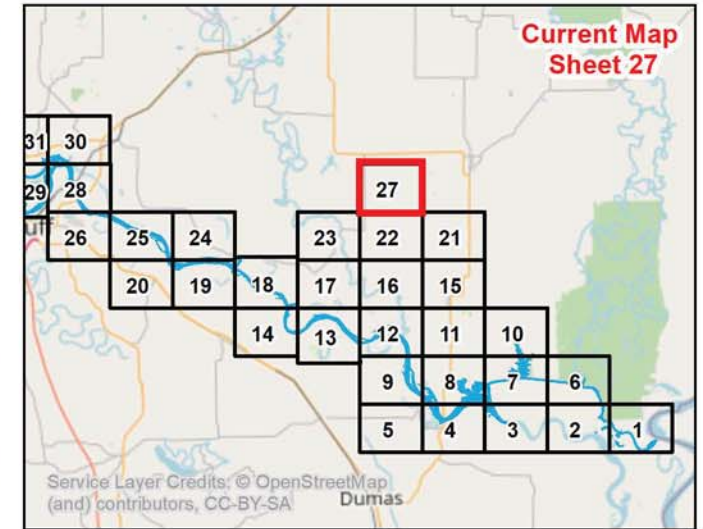 Current Map
Sheet 27
31 30
27
29 28
uff
26 25 24 23 22 21
20 19 18 17 16 15
14 13 12 11 10
9 8 7 6
5 4 3 2 1
Service Layer Credits: © OpenStreetMap
(and) contributors, CC-BY-SA
Dumas